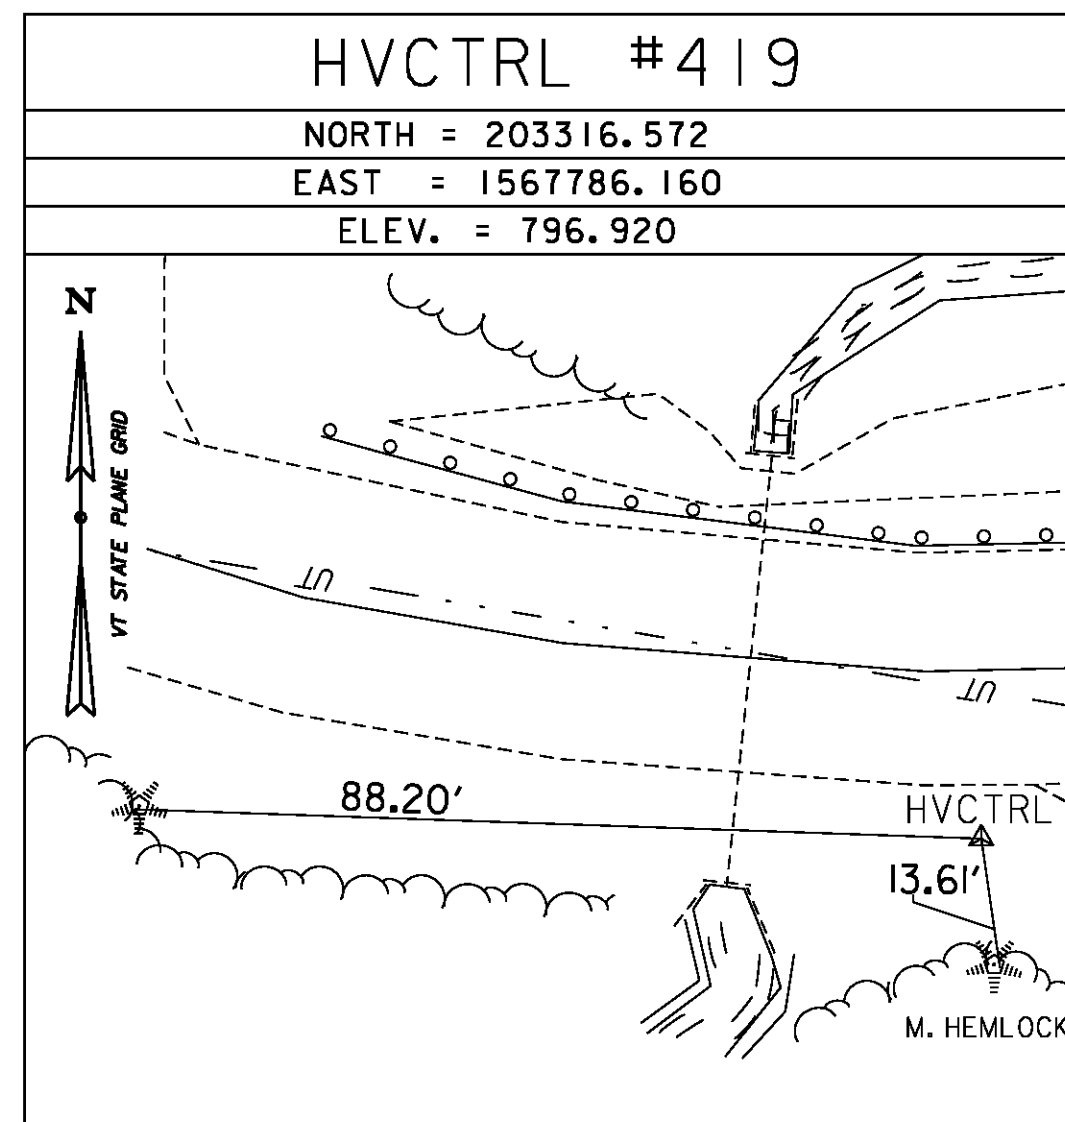 HVCTRL #419
NORTH = 203316.572
EAST = 1567786.160
ELEV. = 796.920
N
VT STATE PLANE GRID
UT
UT
88.20'
HVCTRL
13.61'
M. HEMLOCK